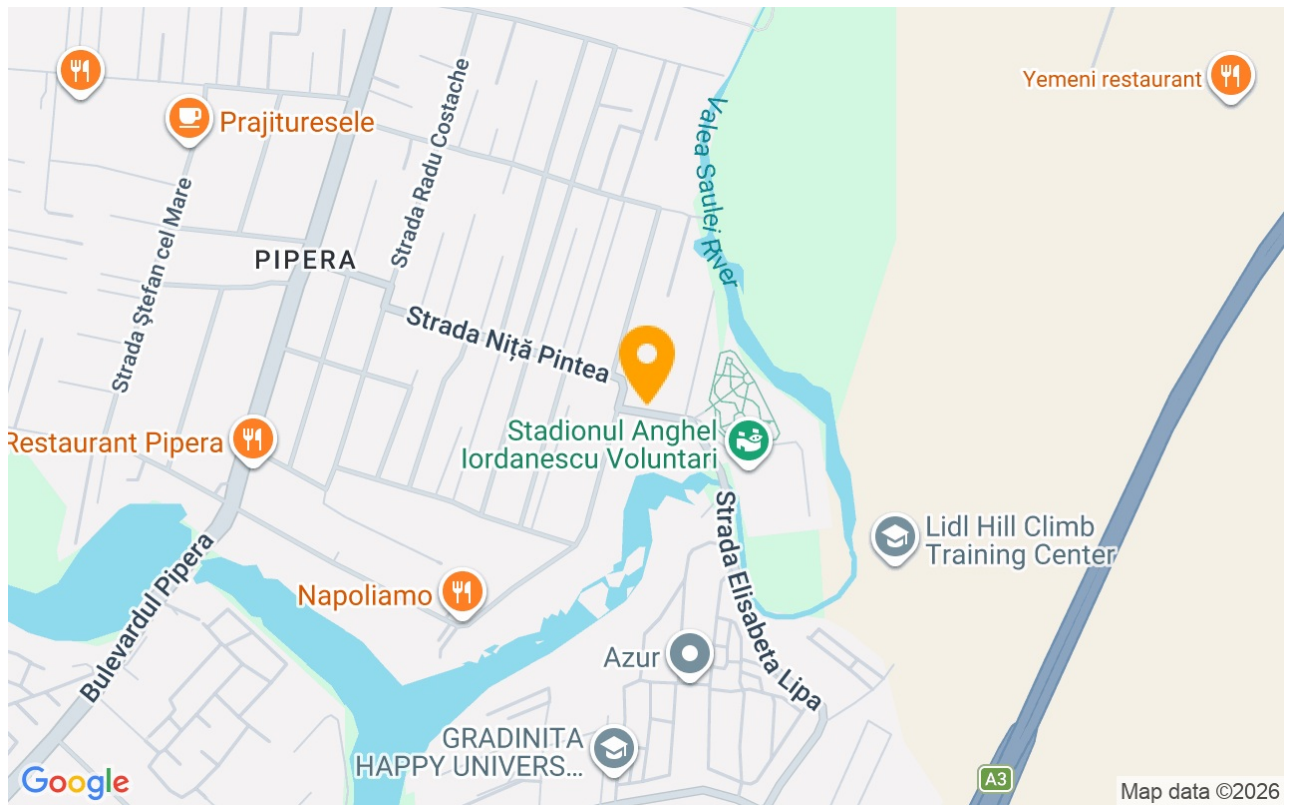 Yemeni restaurant
Prajituresele
Strada Radu Costache
Valea Saulei River
Strada Ștefan cel Mare
PIPERA
Strada Niță Pintea
Restaurant Pipera
Stadionul Anghel
Iordanescu Voluntari
Strada Elisabeta Lipa
Lidl Hill Climb
Training Center
Bulevardul Pipera
Napoliamo
Azur
GRADINITA
HAPPY UNIVERS...
Google
A3
Map data ©2026